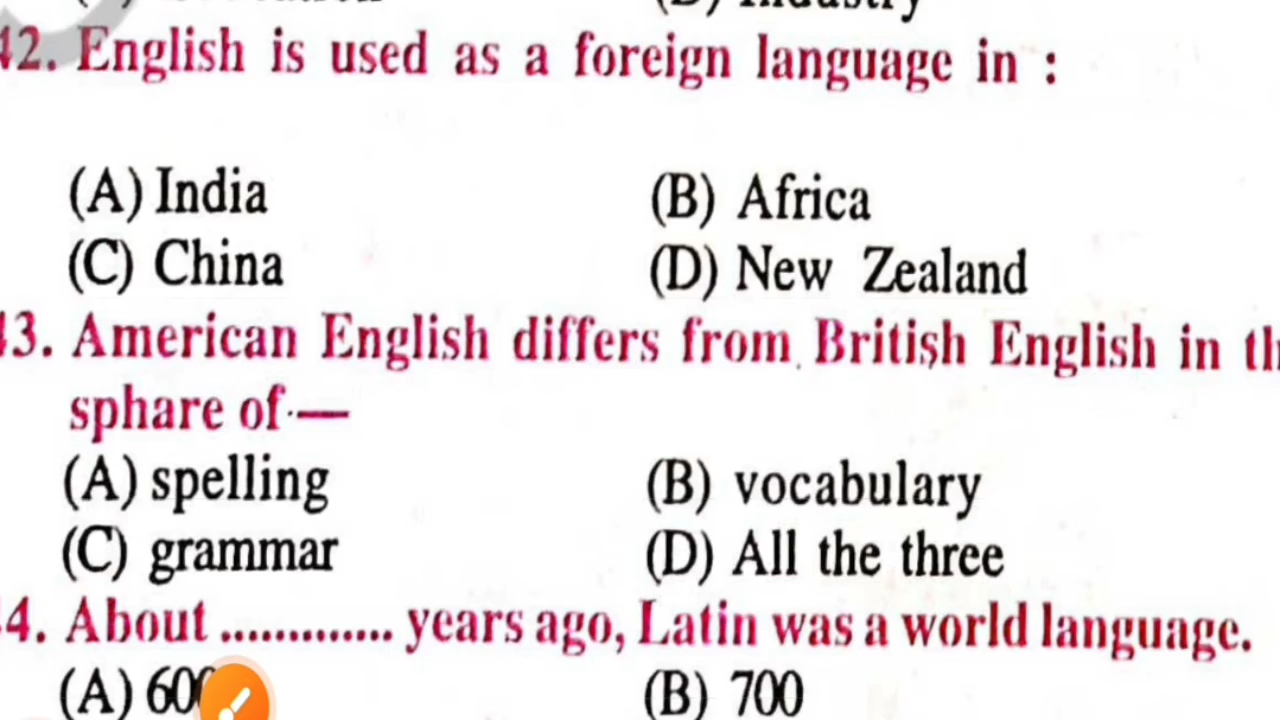 42. English is used as a foreign language in :
(A) India (B) Africa
(C) China (D) New Zealand
43. American English differs from British English in th
sphare of —
(A) spelling (B) vocabulary
(C) grammar (D) All the three
4. About ............. years ago, Latin was a world language.
(A) 600 (B) 700